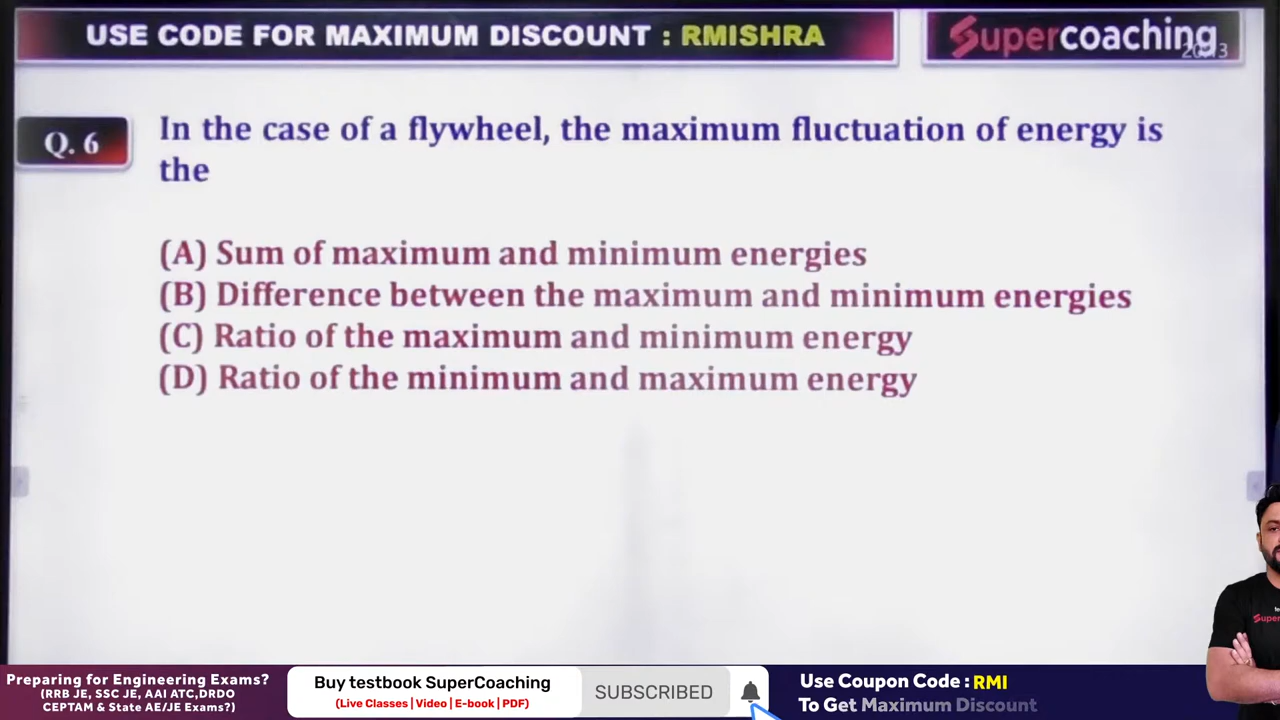 USE CODE FOR MAXIMUM DISCOUNT : RMISHRA
Supercoaching
Q. 6
In the case of a flywheel, the maximum fluctuation of energy is
the
(A) Sum of maximum and minimum energies
(B) Difference between the maximum and minimum energies
(C) Ratio of the maximum and minimum energy
(D) Ratio of the minimum and maximum energy
Preparing for Engineering Exams?
(RRB JE, SSC JE, AAI ATC,DRDO
CEPTAM & State AE/JE Exams?)
Buy testbook SuperCoaching
(Live Classes | Video | E-book | PDF)
SUBSCRIBED
Use Coupon Code : RMI
To Get Maximum Discount